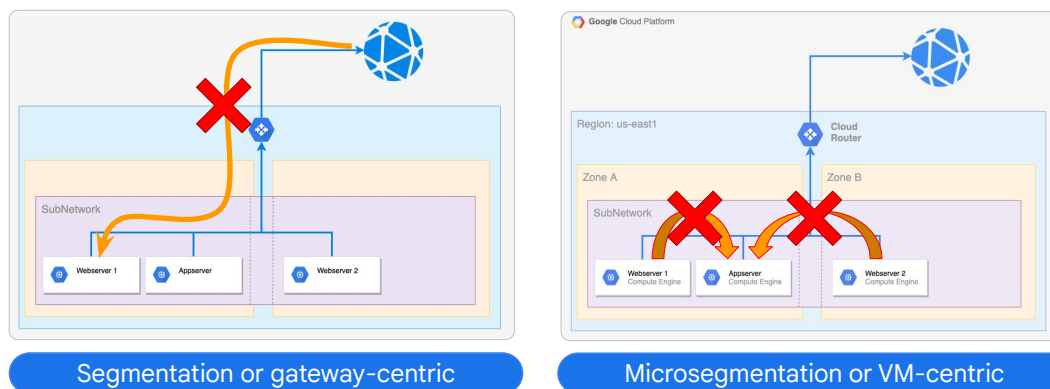 SubNetwork
Webserver 1
Appserver
Webserver 2
Segmentation or gateway-centric
Google Cloud Platform
Region: us-east1
Cloud
Router
Zone A
Zone B
SubNetwork
Webserver 1
Compute Engine
Appserver
Compute Engine
Webserver 2
Compute Engine
Microsegmentation or VM-centric